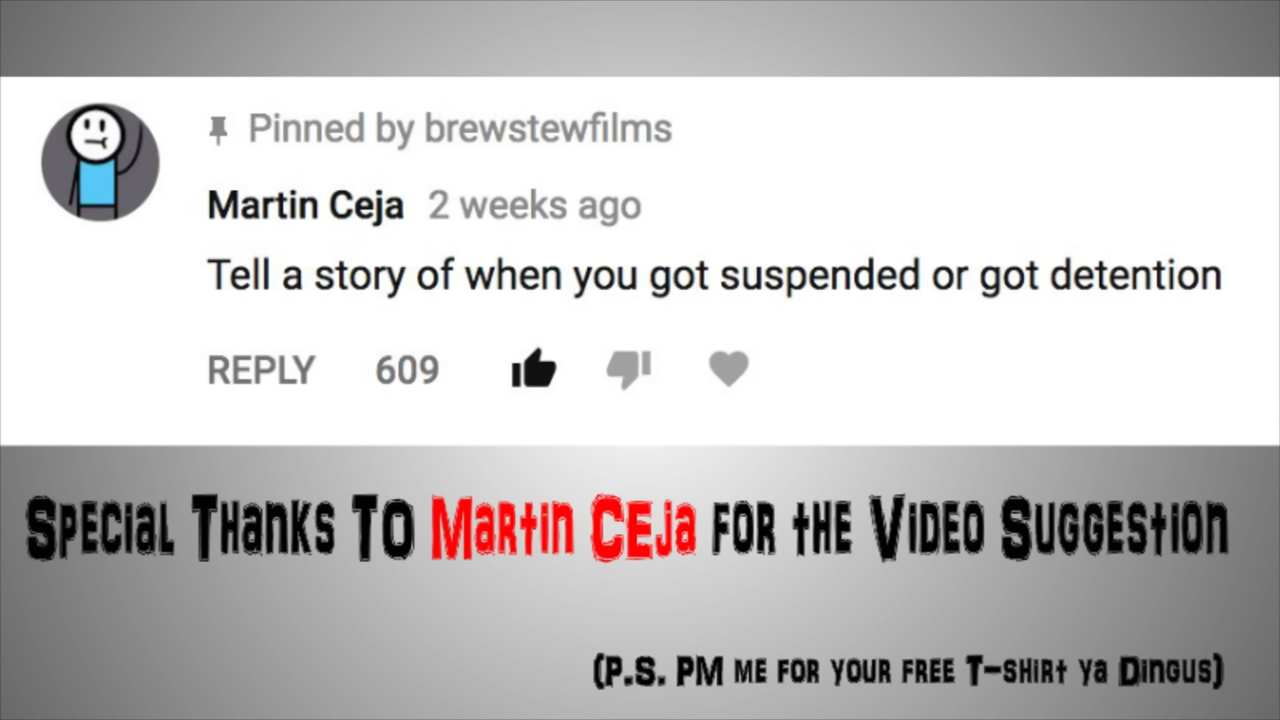 Pinned by brewstewfilms
Martin Ceja 2 weeks ago
Tell a story of when you got suspended or got detention
REPLY 609
Special Thanks To Martin Ceja for the Video Suggestion
(P.S. PM me for your free T-shirt ya Dingus)